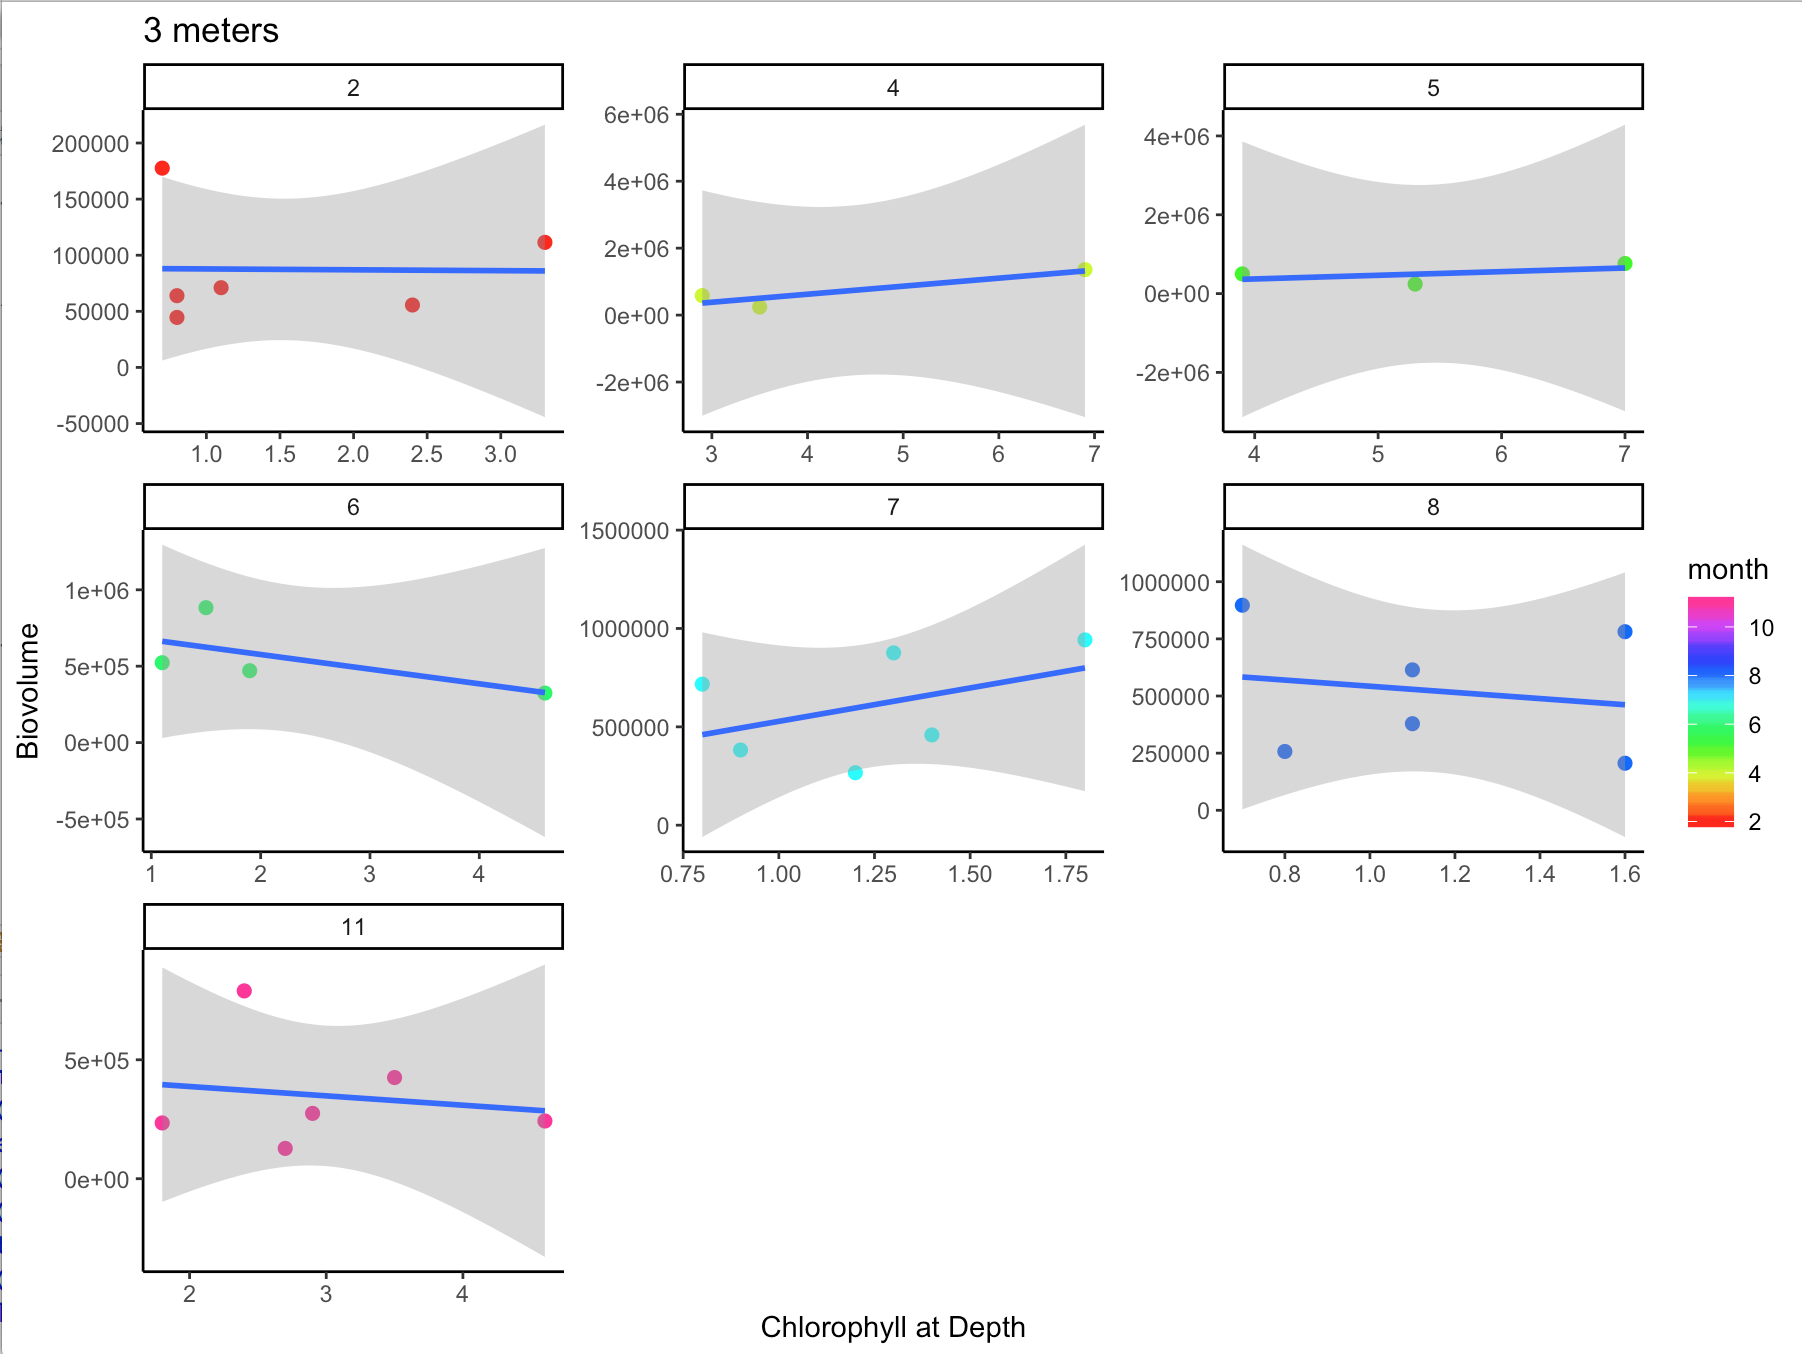 3 meters
2
4
5
200000
150000
100000
50000
0
-50000
1.0 1.5 2.0 2.5 3.0
6e+06
4e+06
2e+06
0e+00
-2e+06
3 4 5 6 7
4e+06
2e+06
0e+00
-2e+06
4 5 6 7
6
7
8
1e+06
5e+05
0e+00
-5e+05
1 2 3 4
1500000
1000000
500000
0
0.75 1.00 1.25 1.50 1.75
1000000
750000
500000
250000
0
0.8 1.0 1.2 1.4 1.6
11
5e+05
0e+00
2 3 4
Biovolume
Chlorophyll at Depth
month
10
8
6
4
2